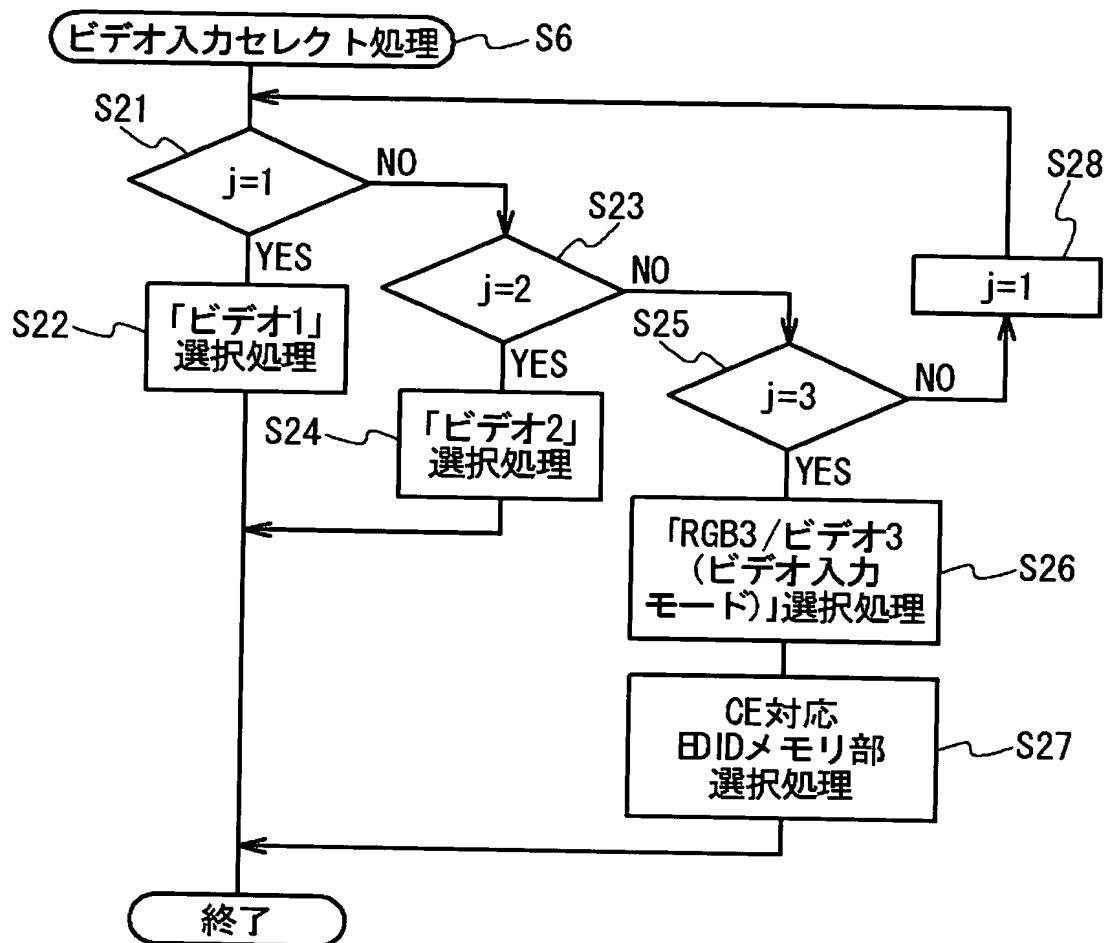 ビデオ入力セレクト処理
S6
S21
j=1
NO
YES
S22
「ビデオ1」
選択処理
S23
j=2
NO
YES
S24
「ビデオ2」
選択処理
S25
j=3
NO
YES
S28
j=1
「RGB3/ビデオ3
(ビデオ入力
モード)」選択処理
S26
CE対応
EDIDメモリ部
選択処理
S27
終了